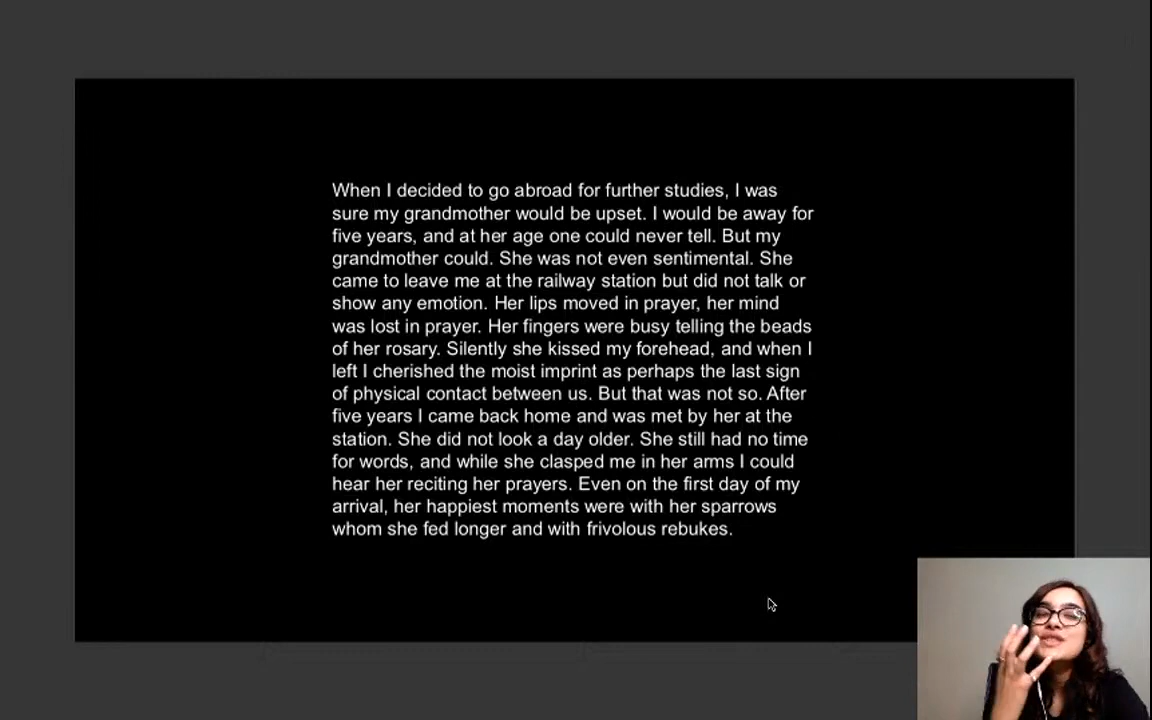 When I decided to go abroad for further studies, I was
sure my grandmother would be upset. I would be away for
five years, and at her age one could never tell. But my
grandmother could. She was not even sentimental. She
came to leave me at the railway station but did not talk or
show any emotion. Her lips moved in prayer, her mind
was lost in prayer. Her fingers were busy telling the beads
of her rosary. Silently she kissed my forehead, and when I
left I cherished the moist imprint as perhaps the last sign
of physical contact between us. But that was not so. After
five years I came back home and was met by her at the
station. She did not look a day older. She still had no time
for words, and while she clasped me in her arms I could
hear her reciting her prayers. Even on the first day of my
arrival, her happiest moments were with her sparrows
whom she fed longer and with frivolous rebukes.